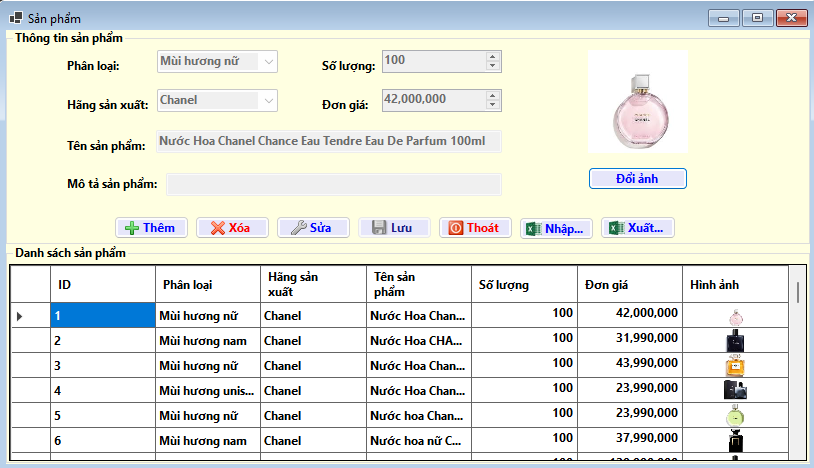 Sản phẩm
Thông tin sản phẩm
Phân loại: Mùi hương nữ Số lượng: 100
Hãng sản xuất: Chanel Đơn giá: 42,000,000
Tên sản phẩm: Nước Hoa Chanel Chance Eau Tendre Eau De Parfum 100ml
Mô tả sản phẩm:
Đổi ảnh
Thêm Xóa Sửa Lưu Thoát Nhập... Xuất...
Danh sách sản phẩm
ID Phân loại Hãng sản xuất Tên sản phẩm Số lượng Đơn giá Hình ảnh
1 Mùi hương nữ Chanel Nước Hoa Chan... 100 42,000,000
2 Mùi hương nam Chanel Nước Hoa CHA... 100 31,990,000
3 Mùi hương nữ Chanel Nước Hoa Chan... 100 43,990,000
4 Mùi hương unis... Chanel Nước Hoa Chan... 100 23,990,000
5 Mùi hương nữ Chanel Nước hoa Chan... 100 23,990,000
6 Mùi hương nam Chanel Nước hoa nữ C... 100 37,990,000